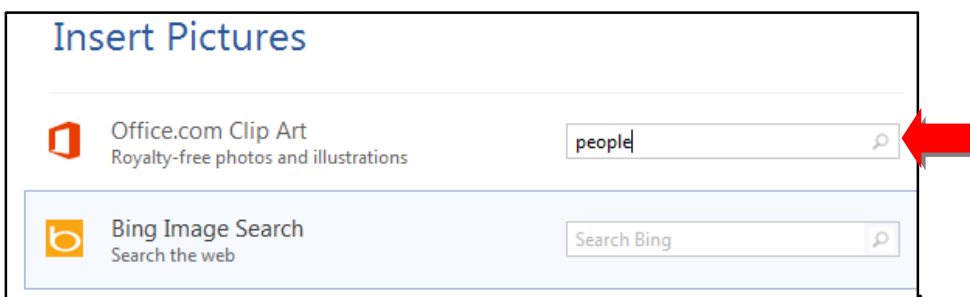 Insert Pictures
Office.com Clip Art
Royalty-free photos and illustrations
people
Bing Image Search
Search the web
Search Bing